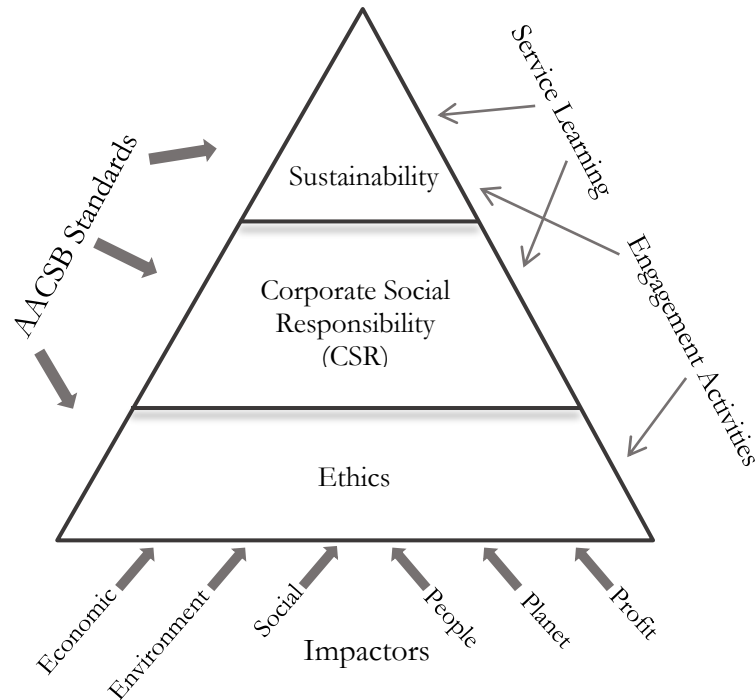 Service Learning
AACSB Standards
Sustainability
Engagement Activities
Corporate Social
Responsibility
(CSR)
Ethics
Economic
Environment
Social
People
Planet
Profit
Impactors